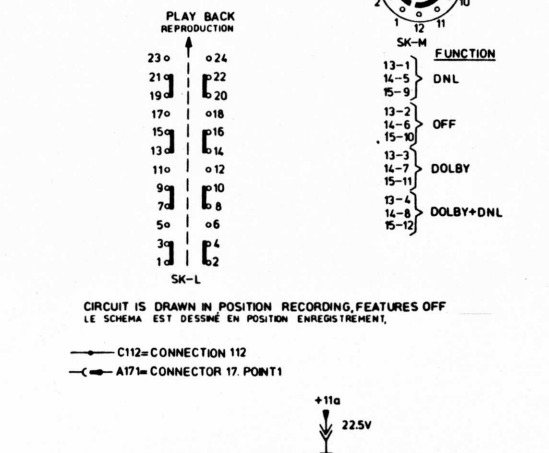 PLAY BACK
REPRODUCTION
23 24
21 22
19 20
17 18
15 16
13 14
11 12
9 10
7 8
5 6
3 4
1 2
SK-L
2 10
1 12 11
SK-M
FUNCTION
13-1
14-5 DNL
15-9
13-2
14-6 OFF
15-10
13-3
14-7 DOLBY
15-11
13-4
14-8 DOLBY+DNL
15-12
CIRCUIT IS DRAWN IN POSITION RECORDING, FEATURES OFF
LE SCHEMA EST DESSINÉ EN POSITION ENREGISTREMENT,
C112=CONNECTION 112
A171=CONNECTOR 17. POINT1
+11a
22.5V